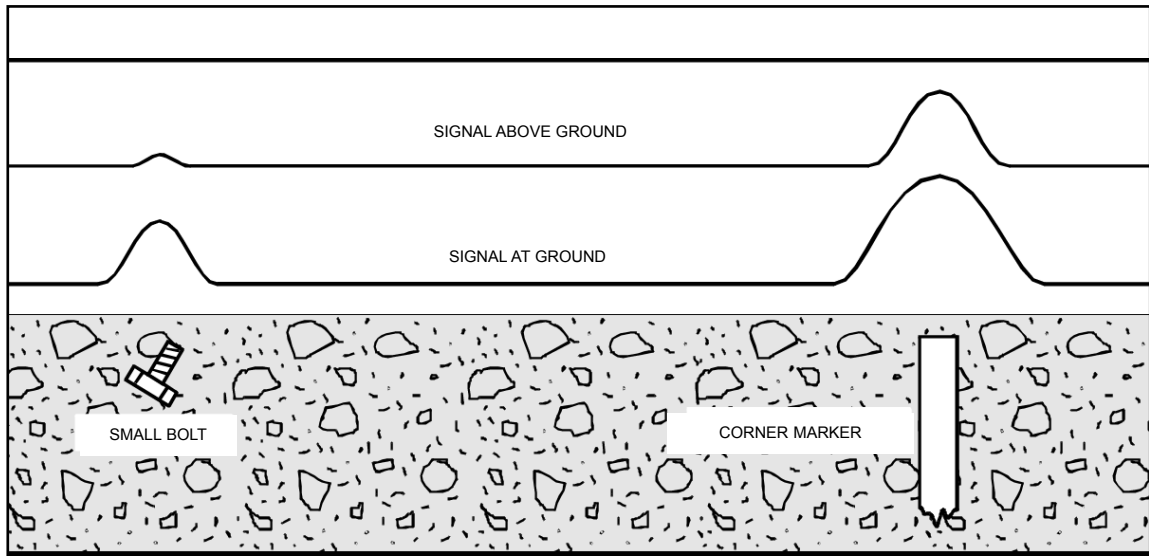 SIGNAL ABOVE GROUND
SIGNAL AT GROUND
SMALL BOLT
CORNER MARKER